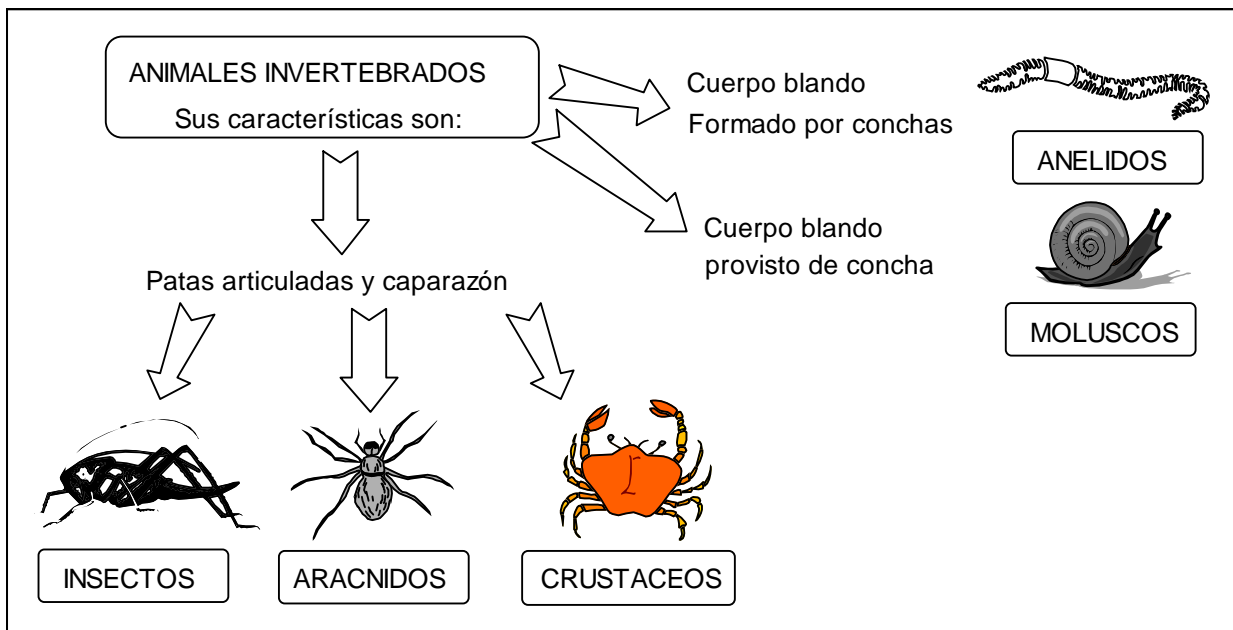 ANIMALES INVERTEBRADOS
Sus características son:
Cuerpo blando
Formado por conchas
ANELIDOS
Cuerpo blando
provisto de concha
MOLUSCOS
Patas articuladas y caparazón
INSECTOS
ARACNIDOS
CRUSTACEOS